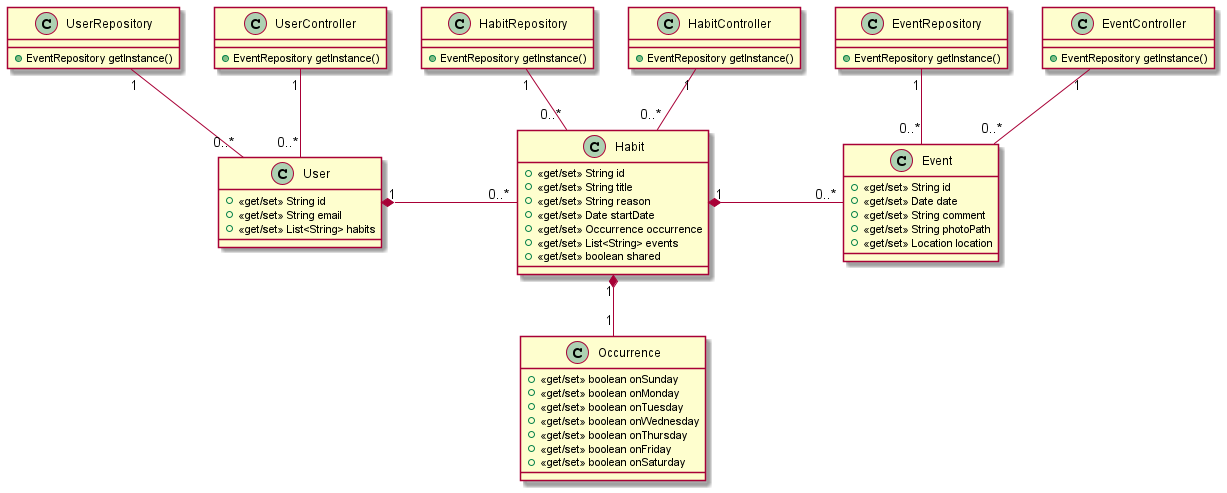 C UserRepository
EventRepository getInstance()
C UserController
EventRepository getInstance()
C HabitRepository
EventRepository getInstance()
C HabitController
EventRepository getInstance()
C EventRepository
EventRepository getInstance()
C EventController
EventRepository getInstance()
1
1
1
1
1
1
0..*
0..*
0..*
0..*
0..*
0..*
C User
«get/set» String id
«get/set» String email
«get/set» List<String> habits
1
0..*
C Habit
«get/set» String id
«get/set» String title
«get/set» String reason
«get/set» Date startDate
«get/set» Occurrence occurrence
«get/set» List<String> events
«get/set» boolean shared
1
0..*
C Event
«get/set» String id
«get/set» Date date
«get/set» String comment
«get/set» String photoPath
«get/set» Location location
1
1
C Occurrence
«get/set» boolean onSunday
«get/set» boolean onMonday
«get/set» boolean onTuesday
«get/set» boolean onWednesday
«get/set» boolean onThursday
«get/set» boolean onFriday
«get/set» boolean onSaturday